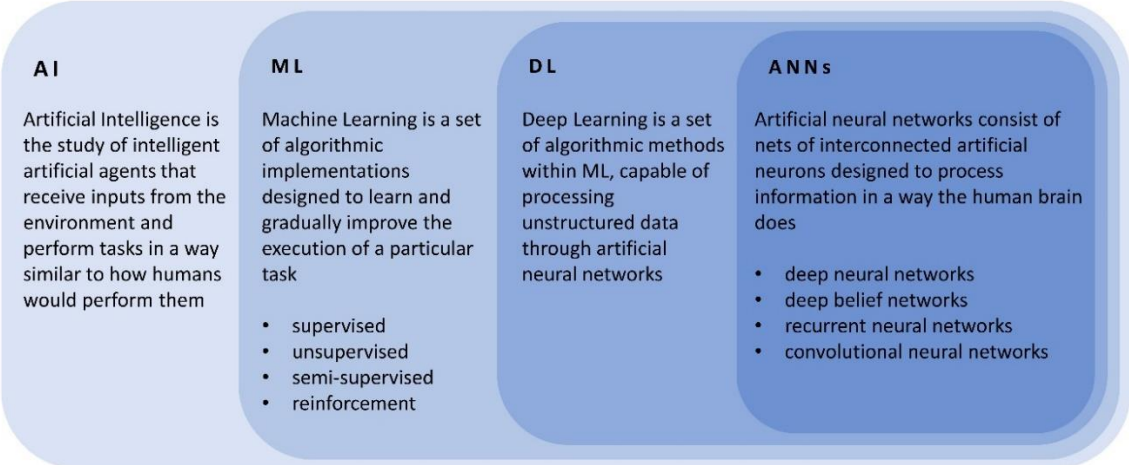 AI
Artificial Intelligence is
the study of intelligent
artificial agents that
receive inputs from the
environment and
perform tasks in a way
similar to how humans
would perform them
ML
Machine Learning is a set
of algorithmic
implementations
designed to learn and
gradually improve the
execution of a particular
task
• supervised
• unsupervised
• semi-supervised
• reinforcement
DL
Deep Learning is a set
of algorithmic methods
within ML, capable of
processing
unstructured data
through artificial
neural networks
ANNs
Artificial neural networks consist of
nets of interconnected artificial
neurons designed to process
information in a way the human brain
does
• deep neural networks
• deep belief networks
• recurrent neural networks
• convolutional neural networks